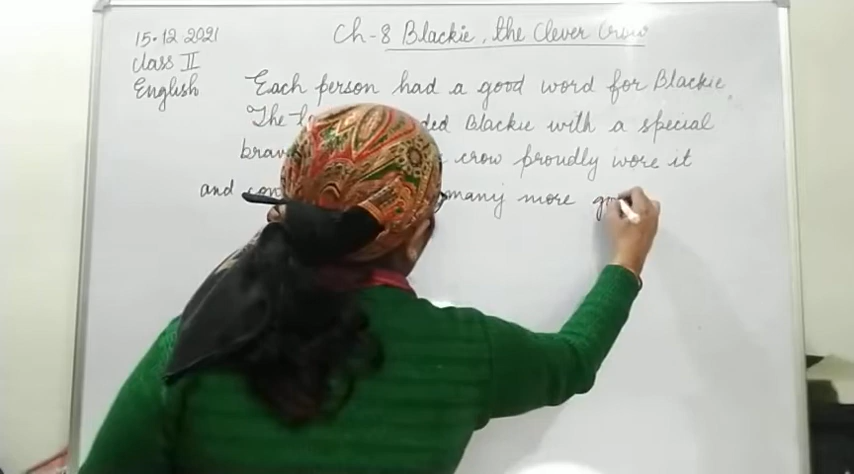 15.12.2021
Ch-8 Blackie, the Clever Crow
Class II
English
Each person had a good word for Blackie.
The Blackie with a special
crow proudly wore it
and many more